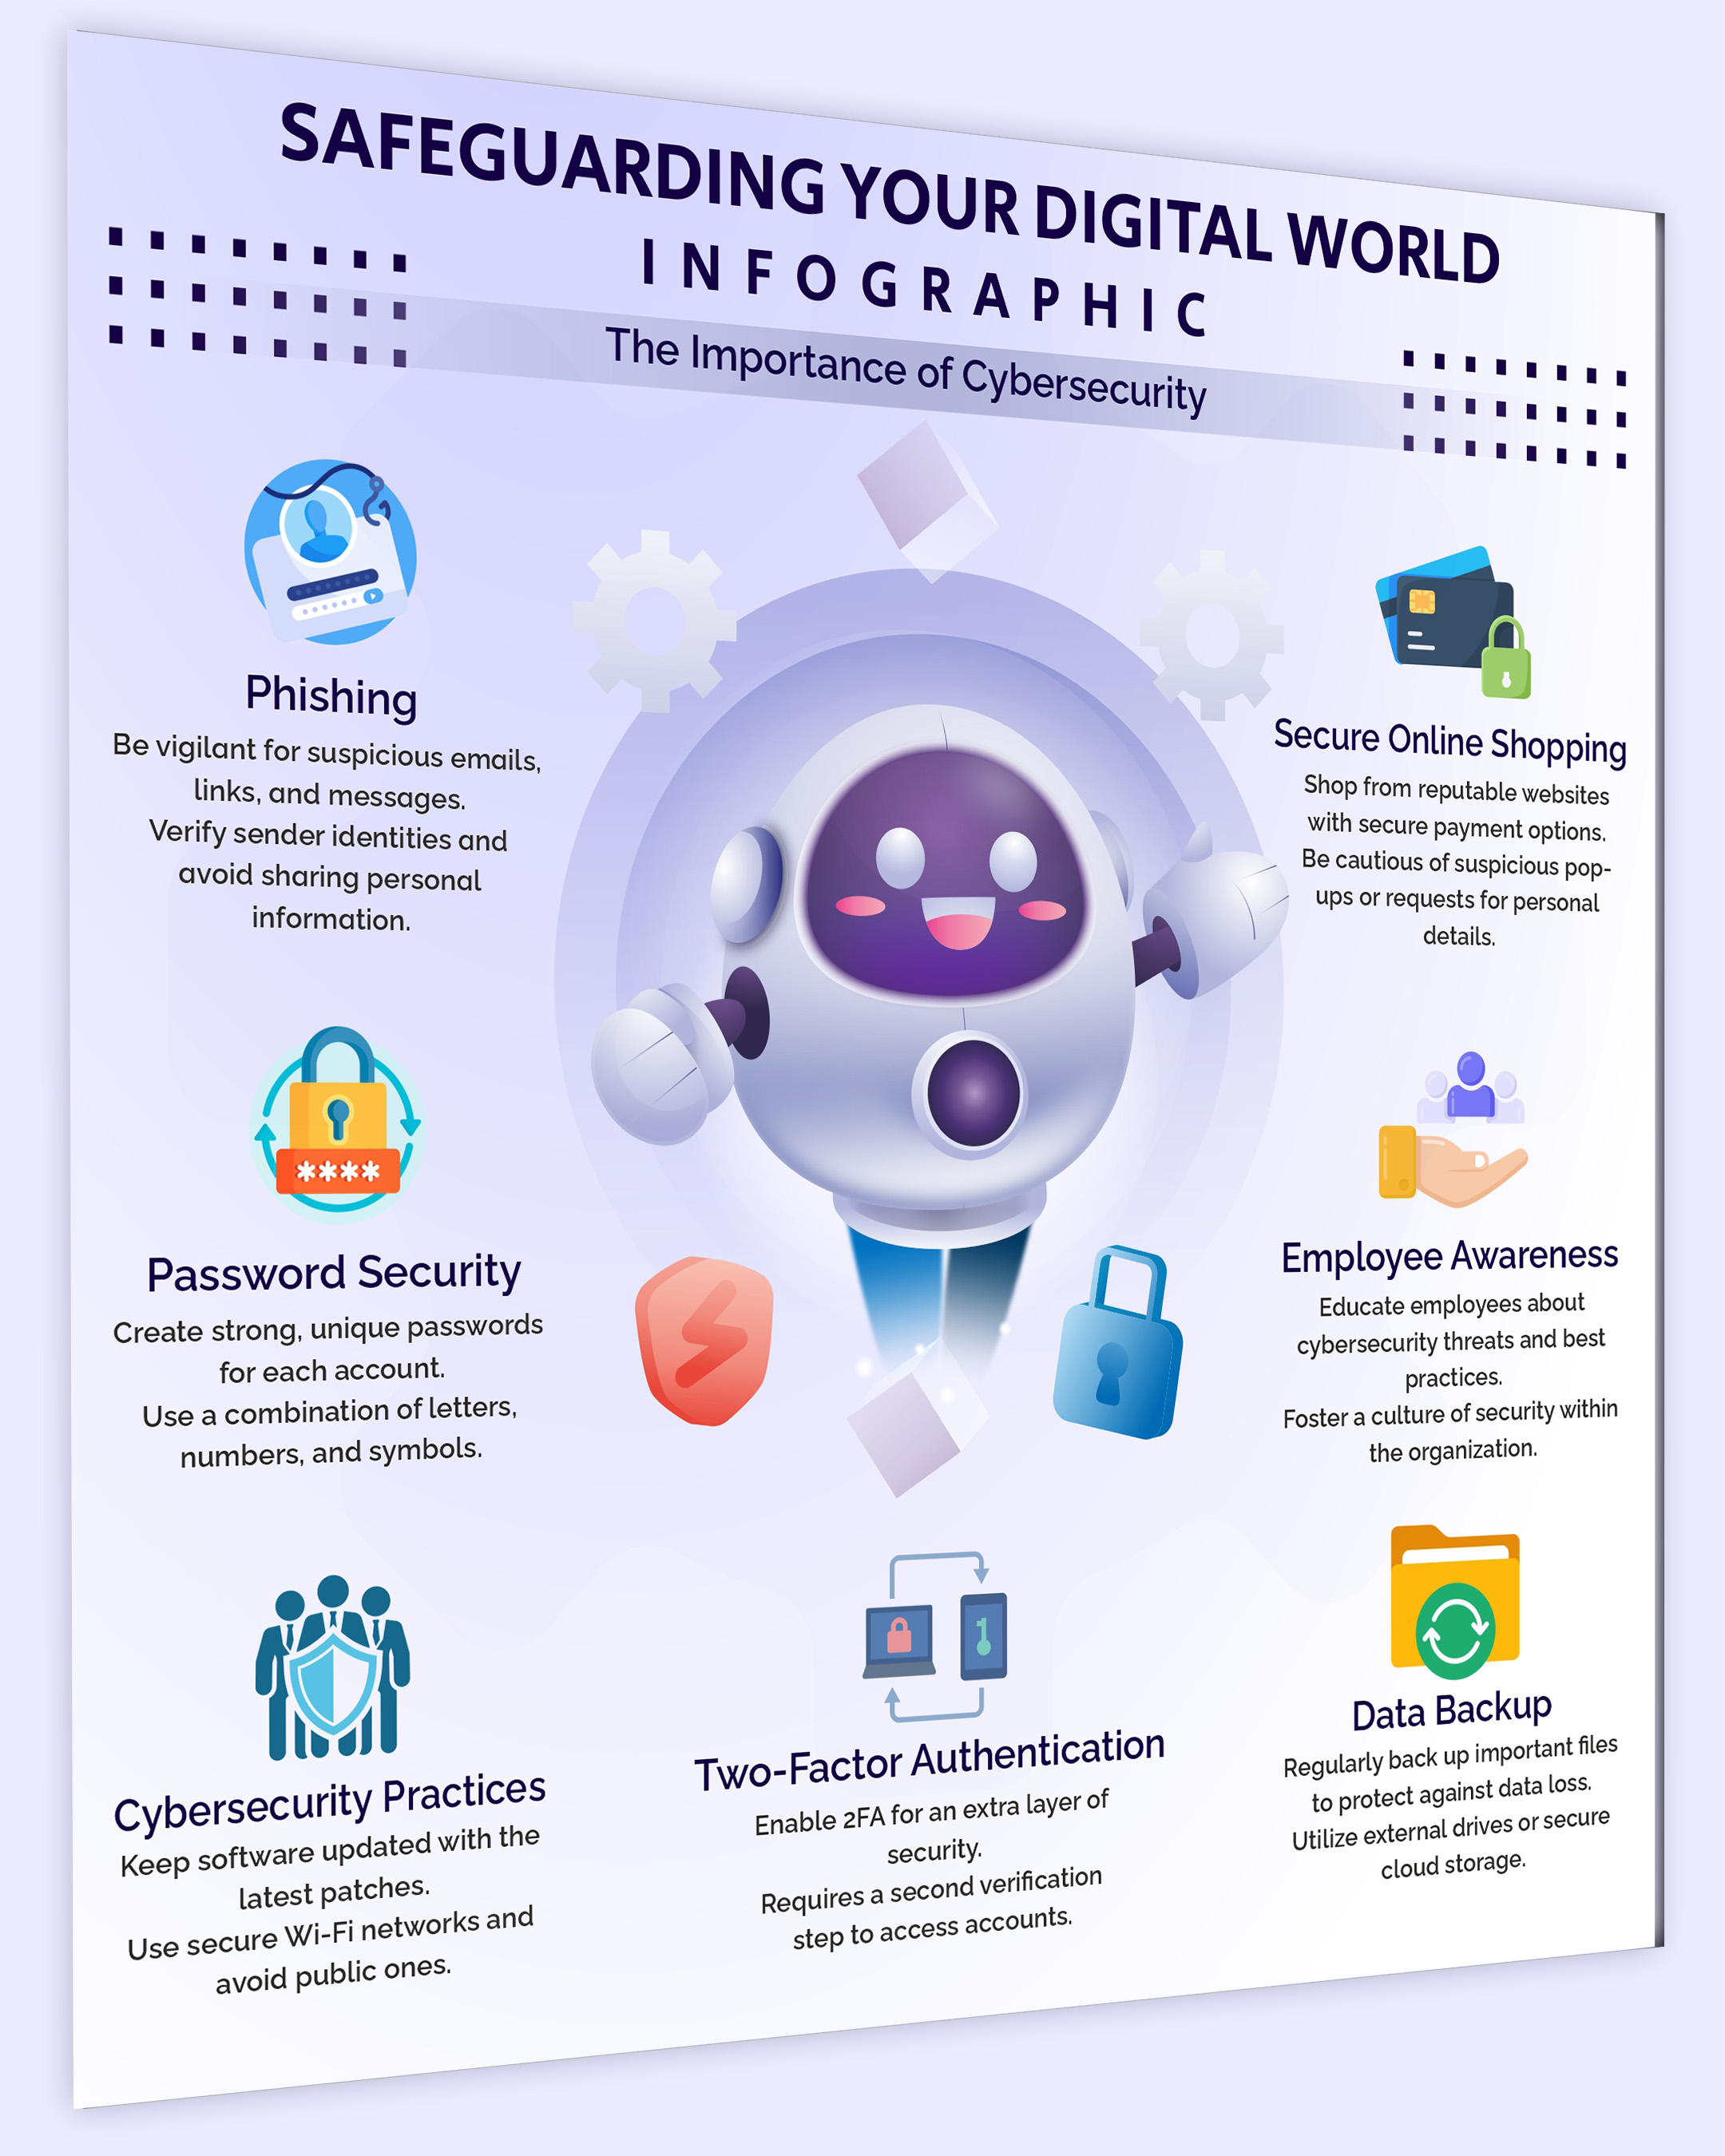 SAFEGUARDING YOUR DIGITAL WORLD
INFOGRAPHIC
The Importance of Cybersecurity
Phishing
Be vigilant for suspicious emails,
links, and messages.
Verify sender identities and
avoid sharing personal
information.
Secure Online Shopping
Shop from reputable websites
with secure payment options.
Be cautious of suspicious pop-
ups or requests for personal
details.
****
Password Security
Create strong, unique passwords
for each account.
Use a combination of letters,
numbers, and symbols.
Employee Awareness
Educate employees about
cybersecurity threats and best
practices.
Foster a culture of security within
the organization.
Cybersecurity Practices
Keep software updated with the
latest patches.
Use secure Wi-Fi networks and
avoid public ones.
Two-Factor Authentication
Enable 2FA for an extra layer of
security.
Requires a second verification
step to access accounts.
Data Backup
Regularly back up important files
to protect against data loss.
Utilize external drives or secure
cloud storage.